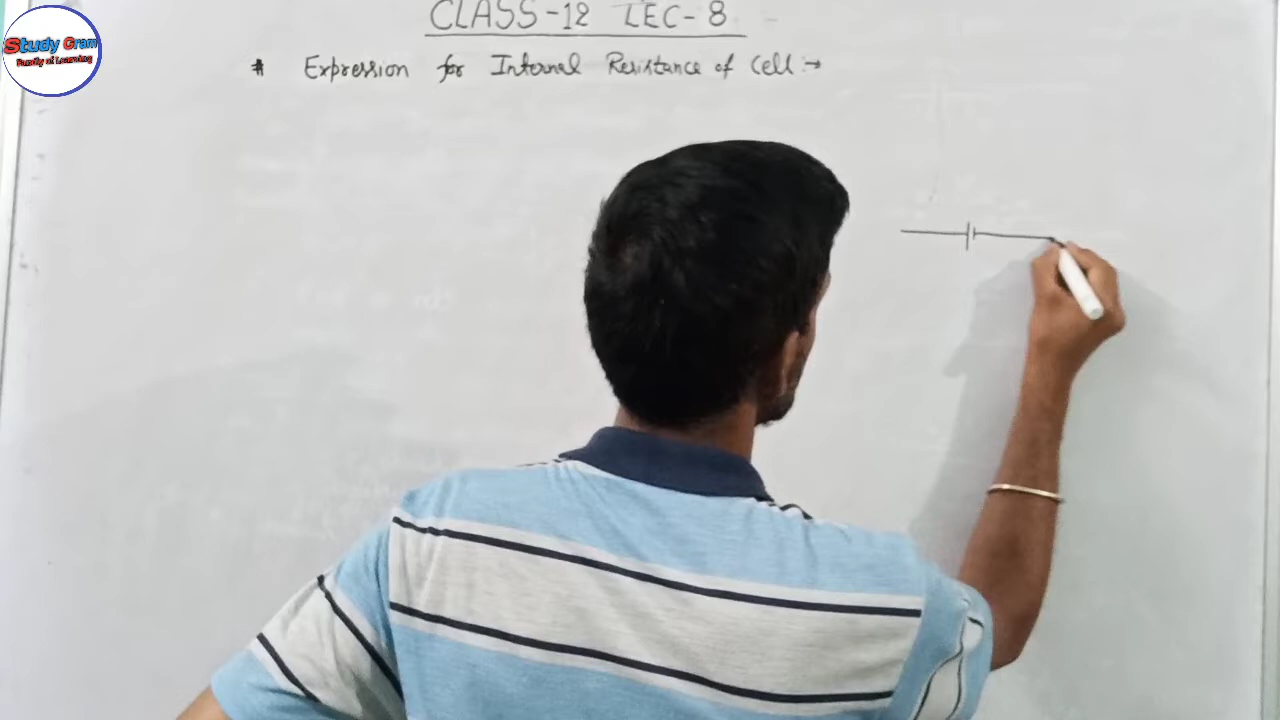 CLASS-12 LEC-8
Study Gram
Family of Learning
* Expression for Internal Resistance of Cell :→